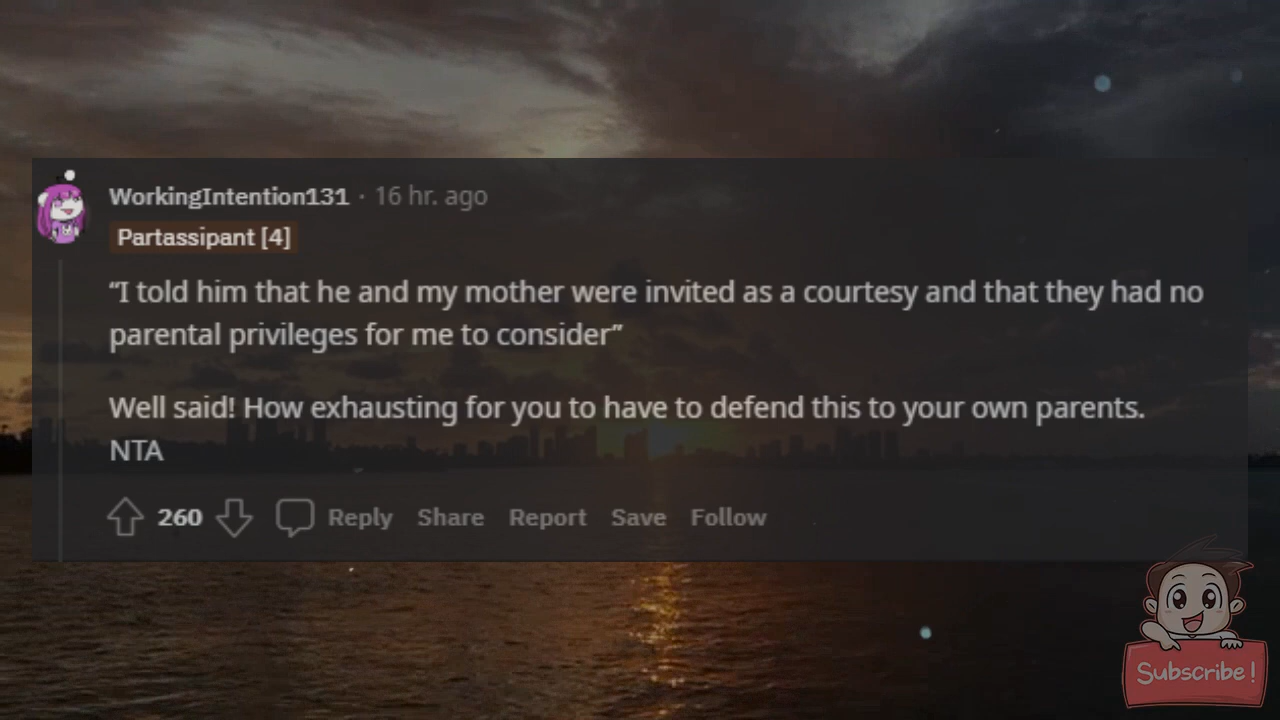 WorkingIntention131 · 16 hr. ago
Partassipant [4]
“I told him that he and my mother were invited as a courtesy and that they had no
parental privileges for me to consider”
Well said! How exhausting for you to have to defend this to your own parents.
NTA
260 Reply Share Report Save Follow
Subscribe!